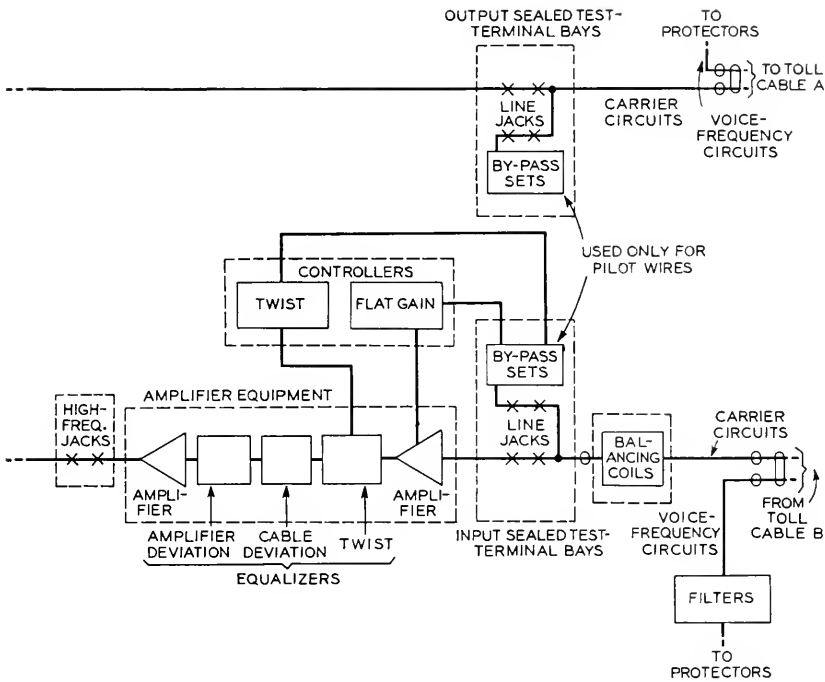 OUTPUT SEALED TEST-
TERMINAL BAYS
TO
PROTECTORS
TO TOLL
CABLE A
LINE
JACKS
CARRIER
CIRCUITS
VOICE-
FREQUENCY
CIRCUITS
BY-PASS
SETS
USED ONLY FOR
PILOT WIRES
CONTROLLERS
TWIST
FLAT GAIN
BY-PASS
SETS
AMPLIFIER EQUIPMENT
HIGH-
FREQ.
JACKS
LINE
JACKS
BAL-
ANCING
COILS
CARRIER
CIRCUITS
AMPLI-
FIER
AMPLI-
FIER
FROM
TOLL
CABLE B
VOICE-
FREQUENCY
CIRCUITS
AMPLIFIER
DEVIATION
CABLE
DEVIATION
TWIST
EQUALIZERS
INPUT SEALED TEST-
TERMINAL BAYS
FILTERS
TO
PROTECTORS